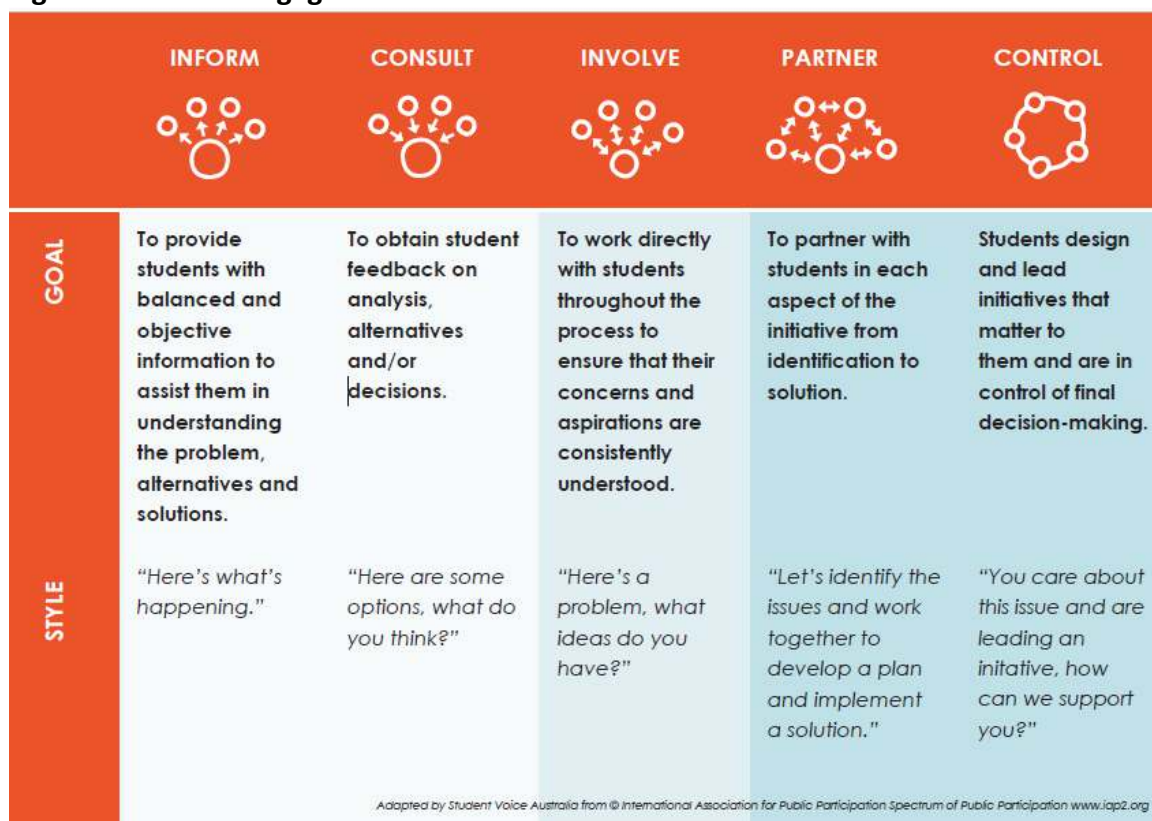 INFORM
CONSULT
INVOLVE
PARTNER
CONTROL
GOAL
To provide
students with
balanced and
objective
information to
assist them in
understanding
the problem,
alternatives and
solutions.
To obtain student
feedback on
analysis,
alternatives
and/or
decisions.
To work directly
with students
throughout the
process to
ensure that their
concerns and
aspirations are
consistently
understood.
To partner with
students in each
aspect of the
initiative from
identification to
solution.
Students design
and lead
initiatives that
matter to
them and are in
control of final
decision-making.
STYLE
“Here’s what’s
happening.”
“Here are some
options, what do
you think?”
“Here’s a
problem, what
ideas do you
have?”
“Let’s identify the
issues and work
together to
develop a plan
and implement
a solution.”
“You care about
this issue and are
leading an
initative, how
can we support
you?”
Adapted by Student Voice Australia from © International Association for Public Participation Spectrum of Public Participation www.iap2.org